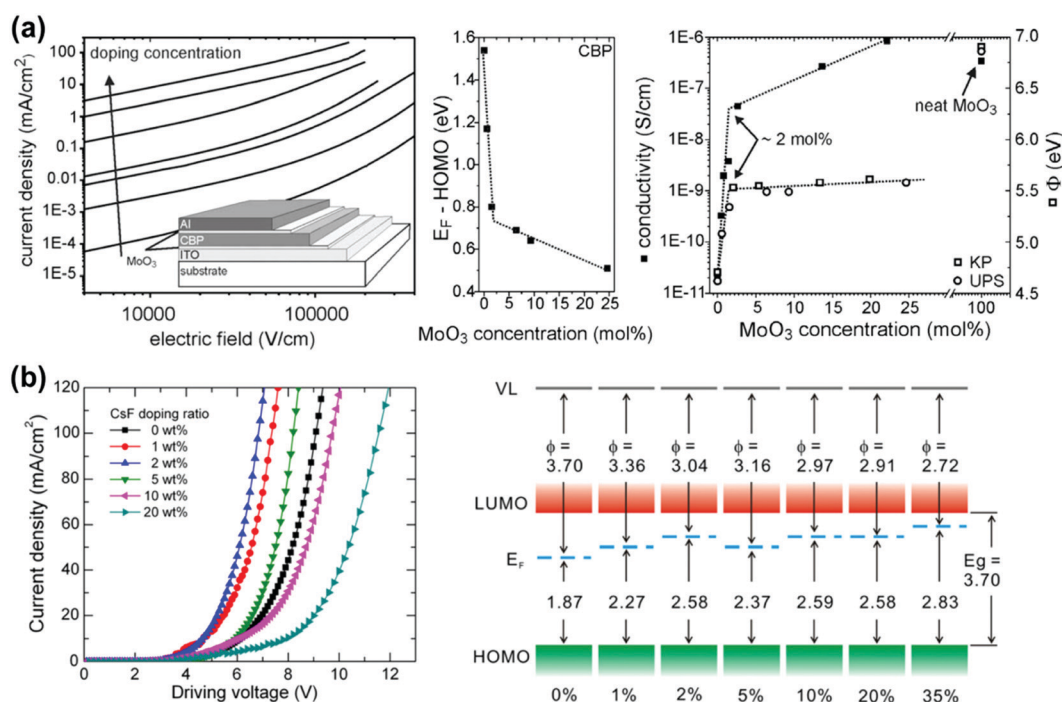 (a)
doping concentration
current density (mA/cm²)
100
10
1
0.1
0.01
1E-3
1E-4
1E-5
MoO₃
Al
CBP
ITO
substrate
10000
100000
electric field (V/cm)
CBP
E_F - HOMO (eV)
1.6
1.4
1.2
1.0
0.8
0.6
0.4
0 5 10 15 20 25
MoO₃ concentration (mol%)
■ conductivity (S/cm)
1E-6
1E-7
1E-8
1E-9
1E-10
1E-11
~ 2 mol%
neat MoO₃
□ KP
○ UPS
0 5 10 15 20 25 100
MoO₃ concentration (mol%)
7.0
6.5
6.0
5.5
5.0
4.5
□ Φ (eV)
(b)
Current density (mA/cm²)
120
100
80
60
40
20
0
CsF doping ratio
0 wt%
1 wt%
2 wt%
5 wt%
10 wt%
20 wt%
0 2 4 6 8 10 12
Driving voltage (V)
VL
ϕ = ϕ = ϕ = ϕ = ϕ = ϕ = ϕ =
3.70 3.36 3.04 3.16 2.97 2.91 2.72
LUMO
E_F
Eg =
3.70
1.87 2.27 2.58 2.37 2.59 2.58 2.83
HOMO
0% 1% 2% 5% 10% 20% 35%